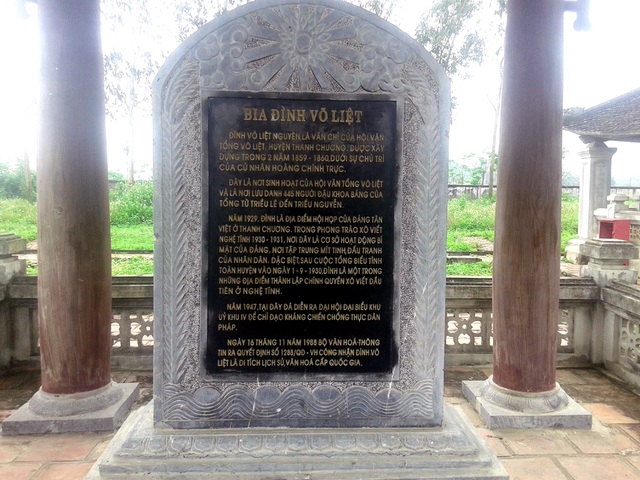 BIA ĐÌNH VÕ LIỆT
ĐÌNH VÕ LIỆT NGUYÊN LÀ VĂN CHỈ CỦA HỘI VĂN
TỔNG VÕ LIỆT. HUYỆN THANH CHƯƠNG, ĐƯỢC XÂY
DỰNG TRONG 2 NĂM 1859 - 1860, DƯỚI SỰ CHỦ TRÌ
CỦA CỬ NHÂN HOÀNG CHÍNH TRỰC.
ĐÂY LÀ NƠI SINH HOẠT CỦA HỘI VĂN TỔNG VÕ LIỆT
VÀ LÀ NƠI LƯU DANH 445 NGƯỜI ĐẬU KHOA BẢNG CỦA
TỔNG TỪ TRIỀU LÊ ĐẾN TRIỀU NGUYỄN.
NĂM 1929, ĐÌNH LÀ ĐỊA ĐIỂM HỘI HỌP CỦA ĐẢNG TÂN
VIỆT Ở THANH CHƯƠNG. TRONG PHONG TRÀO XÔ VIẾT
NGHỆ TĨNH 1930 - 1931, NƠI ĐÂY LÀ CƠ SỞ HOẠT ĐỘNG BÍ
MẬT CỦA ĐẢNG, NƠI TẬP TRUNG MÍT TINH, ĐẤU TRANH
CỦA NHÂN DÂN. ĐẶC BIỆT, SAU CUỘC TỔNG BIỂU TÌNH
TOÀN HUYỆN VÀO NGÀY 1 - 9 - 1930, ĐÌNH LÀ MỘT TRONG
NHỮNG ĐỊA ĐIỂM THÀNH LẬP CHÍNH QUYỀN XÔ VIẾT ĐẦU
TIÊN Ở NGHỆ TĨNH.
NĂM 1947, TẠI ĐÂY ĐÃ DIỄN RA ĐẠI HỘI ĐẠI BIỂU KHU
UỶ KHU IV ĐỂ CHỈ ĐẠO KHÁNG CHIẾN CHỐNG THỰC DÂN
PHÁP.
NGÀY 16 THÁNG 11 NĂM 1988 BỘ VĂN HOÁ-THÔNG
TIN RA QUYẾT ĐỊNH SỐ 1288/QĐ - VH CÔNG NHẬN ĐÌNH VÕ
LIỆT LÀ DI TÍCH LỊCH SỬ, VĂN HOÁ CẤP QUỐC GIA.